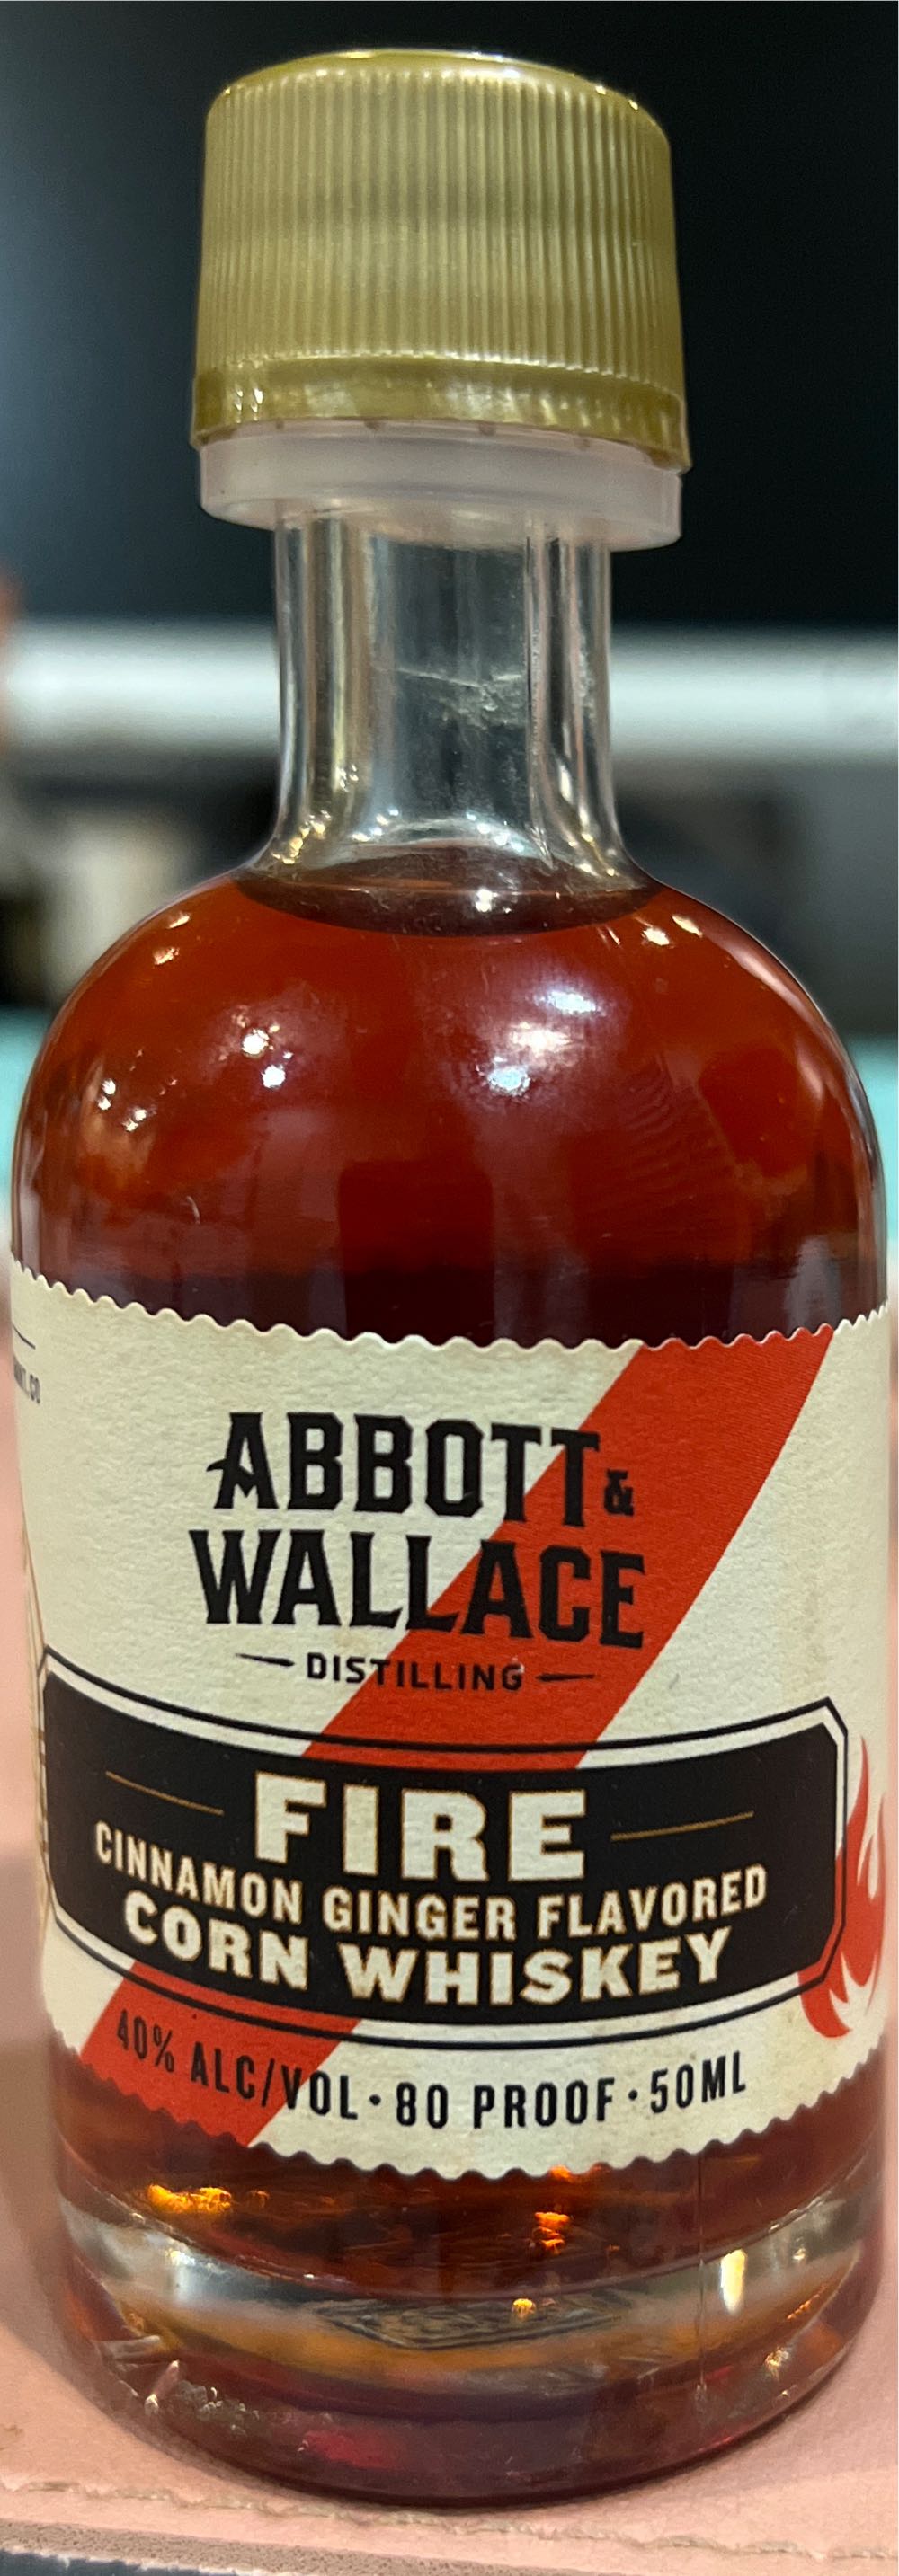 ABBOTT &
WALLACE
DISTILLING
FIRE
CINNAMON GINGER FLAVORED
CORN WHISKEY
40% ALC/VOL · 80 PROOF · 50ML